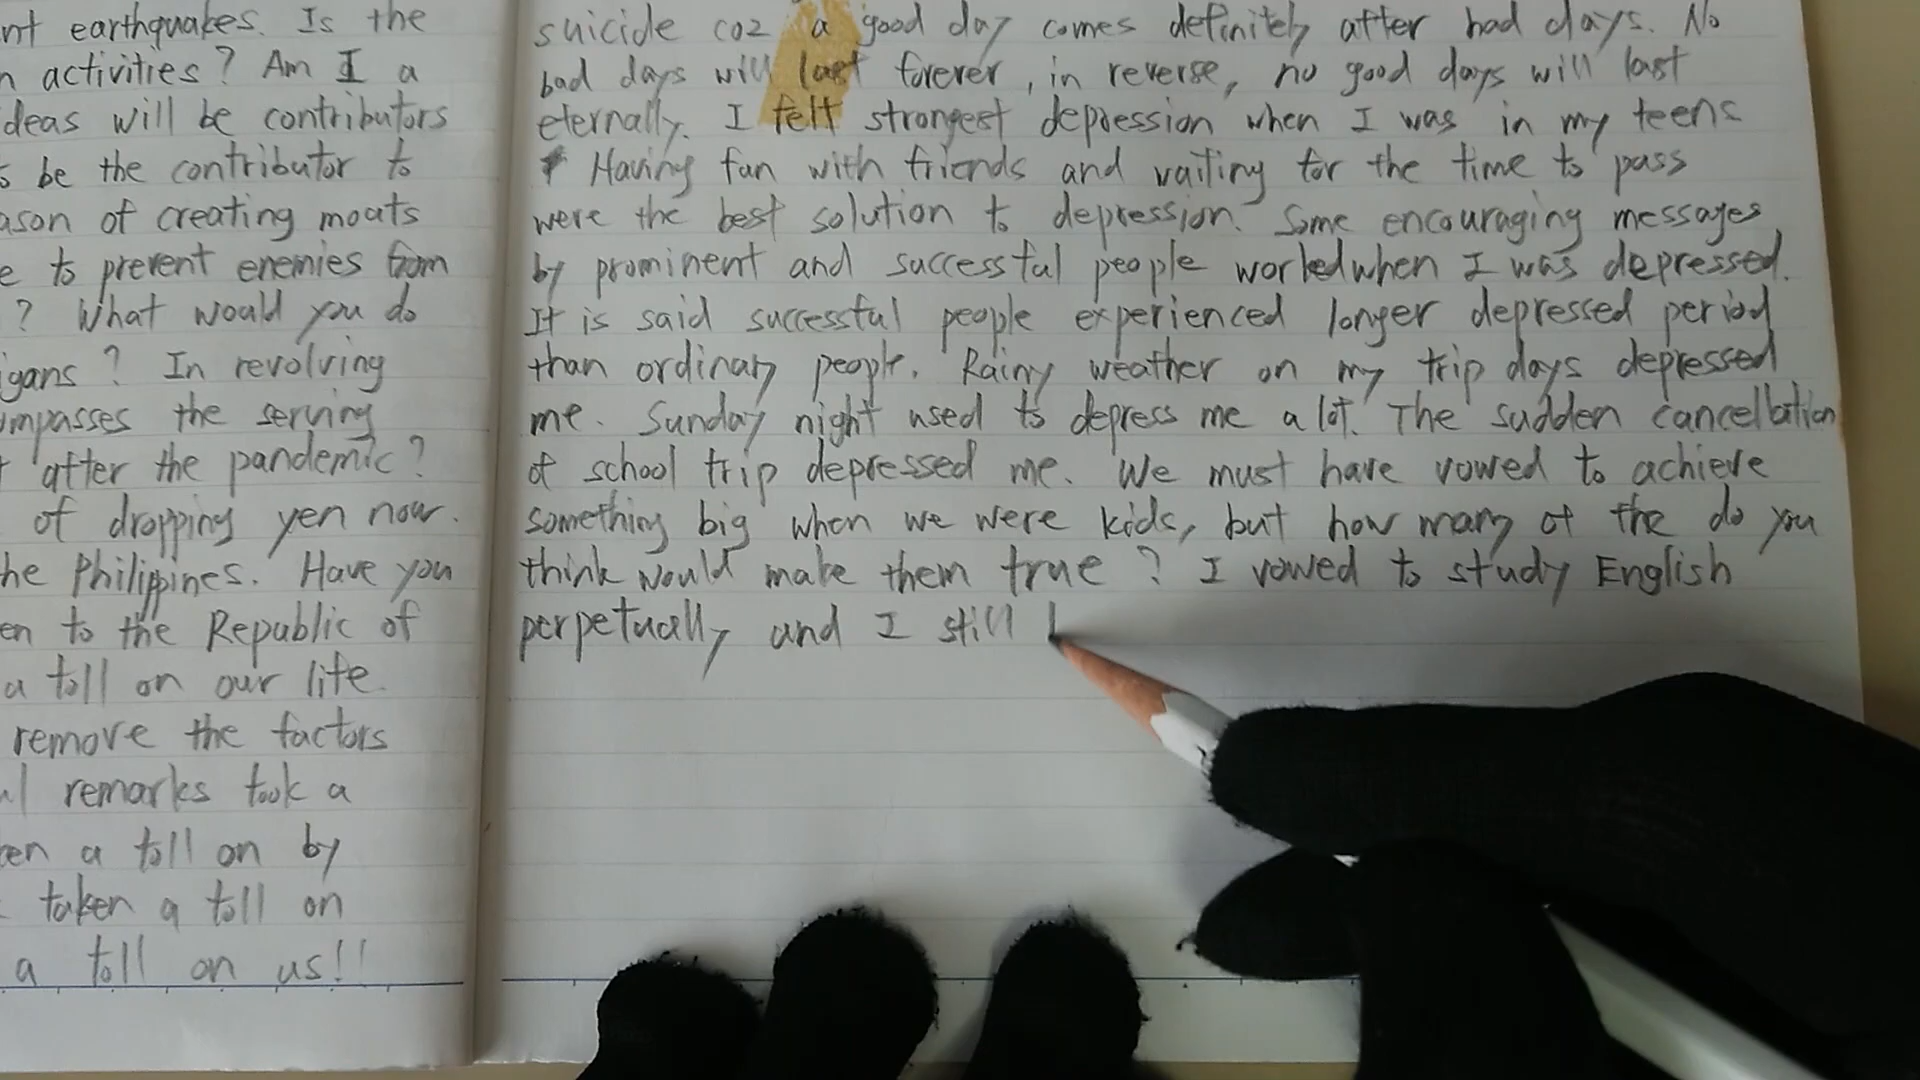 nt earthquakes. Is the
n activities? Am I a
deas will be contributors
s be the contributor to
ason of creating moats
e to prevent enemies from
? What would you do
igans? In revolving
ompasses the serving
t after the pandemic?
of dropping yen now.
he Philippines. Have you
en to the Republic of
a toll on our life.
remove the factors
ul remarks took a
en a toll on by
taken a toll on
a toll on us!!
suicide coz a good day comes definitely after bad days. No
bad days will last forever, in reverse, no good days will last
eternally. I felt strongest depression when I was in my teens
Having fun with friends and vaiting for the time to pass
were the best solution to depression. Some encouraging messages
by prominent and successful people worked when I was depressed.
It is said successful people experienced longer depressed period
than ordinary people. Rainy weather on my trip days depressed
me. Sunday night used to depress me a lot. The sudden cancellation
of school trip depressed me. We must have vowed to achieve
something big when we were kids, but how many of the do you
think would make them true? I vowed to study English
perpetually and I still